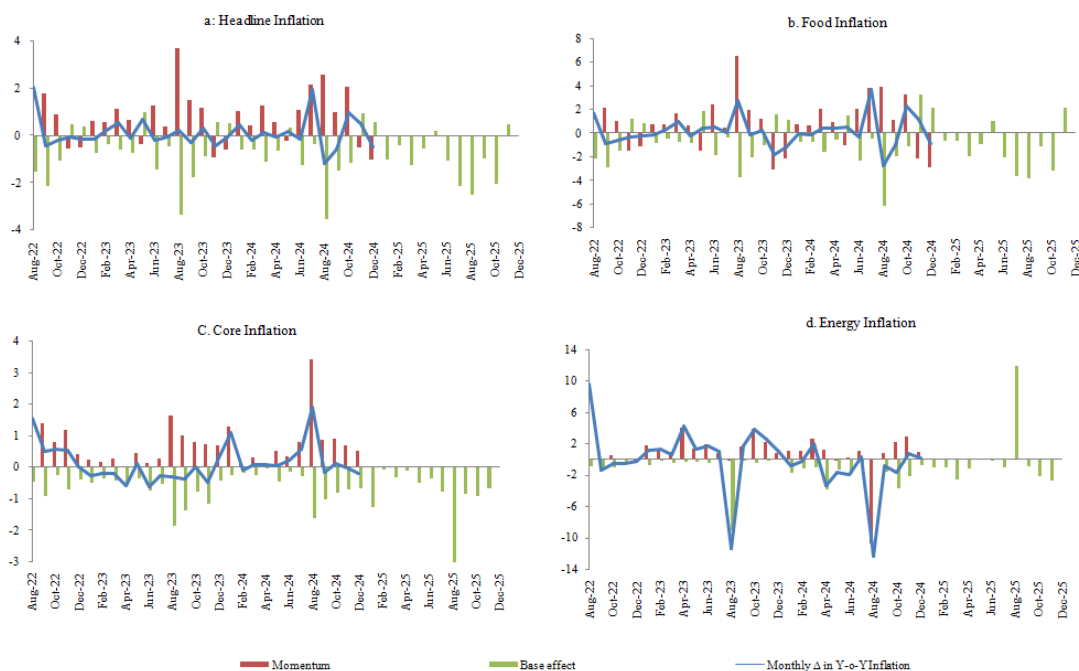 a: Headline Inflation
4
2
0
-2
-4
Aug-22
Oct-22
Dec-22
Feb-23
Apr-23
Jun-23
Aug-23
Oct-23
Dec-23
Feb-24
Apr-24
Jun-24
Aug-24
Oct-24
Dec-24
Feb-25
Apr-25
Jun-25
Aug-25
Oct-25
Dec-25
b. Food Inflation
8
6
4
2
0
-2
-4
-6
-8
Aug-22
Oct-22
Dec-22
Feb-23
Apr-23
Jun-23
Aug-23
Oct-23
Dec-23
Feb-24
Apr-24
Jun-24
Aug-24
Oct-24
Dec-24
Feb-25
Apr-25
Jun-25
Aug-25
Oct-25
Dec-25
C. Core Inflation
4
3
2
1
0
-1
-2
-3
Aug-22
Oct-22
Dec-22
Feb-23
Apr-23
Jun-23
Aug-23
Oct-23
Dec-23
Feb-24
Apr-24
Jun-24
Aug-24
Oct-24
Dec-24
Feb-25
Apr-25
Jun-25
Aug-25
Oct-25
Dec-25
d. Energy Inflation
14
10
6
2
-2
-6
-10
-14
Aug-22
Oct-22
Dec-22
Feb-23
Apr-23
Jun-23
Aug-23
Oct-23
Dec-23
Feb-24
Apr-24
Jun-24
Aug-24
Oct-24
Dec-24
Feb-25
Apr-25
Jun-25
Aug-25
Oct-25
Dec-25
Momentum Base effect Monthly Δ in Y-o-Y Inflation